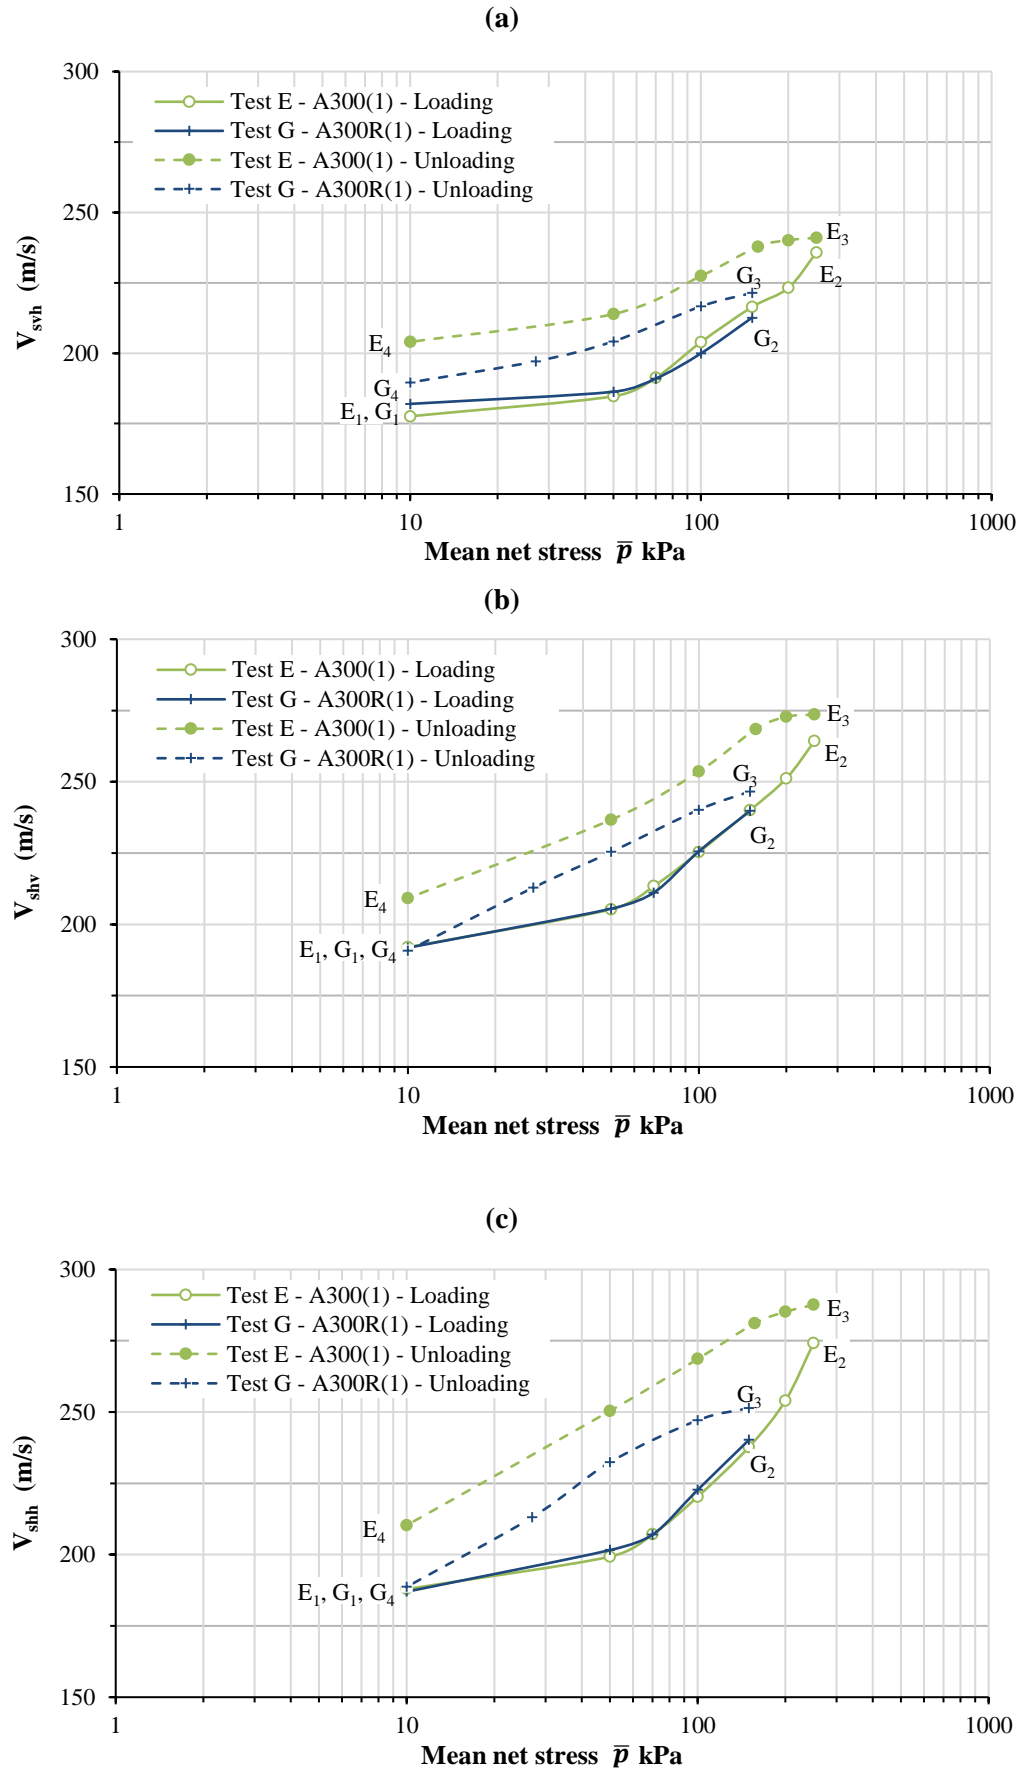 (a)
300
250
200
150
V_svh (m/s)
Test E - A300(1) - Loading
Test G - A300R(1) - Loading
Test E - A300(1) - Unloading
Test G - A300R(1) - Unloading
E₃
G₃
E₂
G₂
E₄
G₄
E₁, G₁
1 10 100 1000
Mean net stress p̅ kPa
(b)
300
250
200
150
V_shv (m/s)
Test E - A300(1) - Loading
Test G - A300R(1) - Loading
Test E - A300(1) - Unloading
Test G - A300R(1) - Unloading
E₃
E₂
G₃
G₂
E₄
E₁, G₁, G₄
1 10 100 1000
Mean net stress p̅ kPa
(c)
300
250
200
150
V_shh (m/s)
Test E - A300(1) - Loading
Test G - A300R(1) - Loading
Test E - A300(1) - Unloading
Test G - A300R(1) - Unloading
E₃
E₂
G₃
G₂
E₄
E₁, G₁, G₄
1 10 100 1000
Mean net stress p̅ kPa